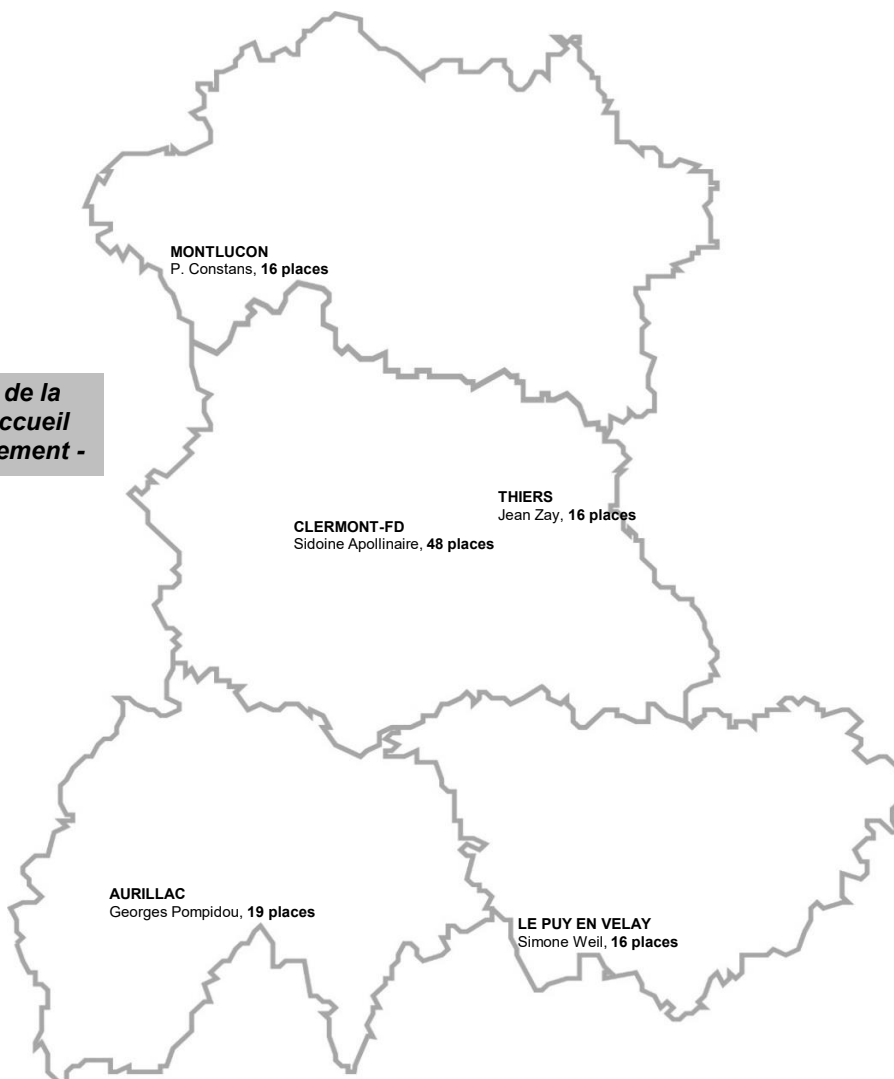 MONTLUCON
P. Constans, 16 places
de la
ccueil
ement -
THIERS
Jean Zay, 16 places
CLERMONT-FD
Sidoine Apollinaire, 48 places
AURILLAC
Georges Pompidou, 19 places
LE PUY EN VELAY
Simone Weil, 16 places